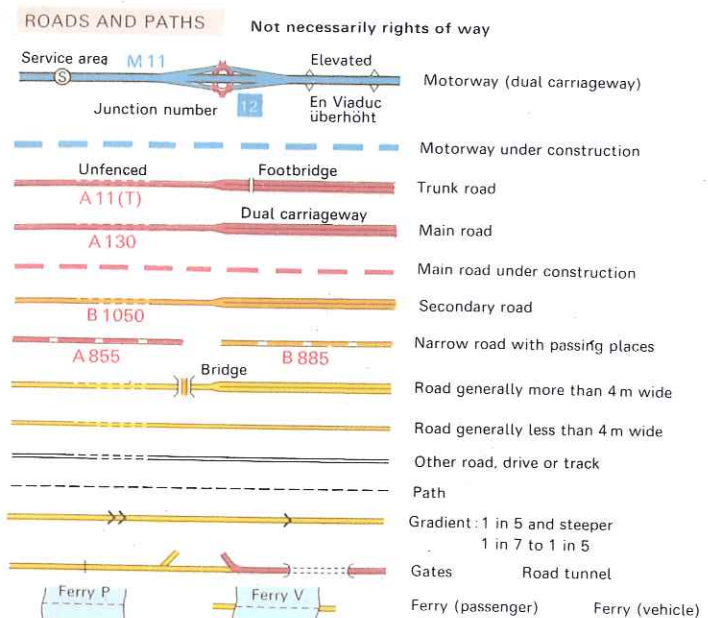 ROADS AND PATHS Not necessarily rights of way
Service area M 11 Elevated
S
Motorway (dual carriageway)
Junction number 12 En Viaduc
überhöht
Motorway under construction
Unfenced Footbridge
Trunk road
A 11 (T)
Dual carriageway
Main road
A 130
Main road under construction
Secondary road
B 1050
Narrow road with passing places
A 855 B 885
Bridge
Road generally more than 4 m wide
Road generally less than 4 m wide
Other road, drive or track
Path
Gradient: 1 in 5 and steeper
1 in 7 to 1 in 5
Gates Road tunnel
Ferry P Ferry V
Ferry (passenger) Ferry (vehicle)